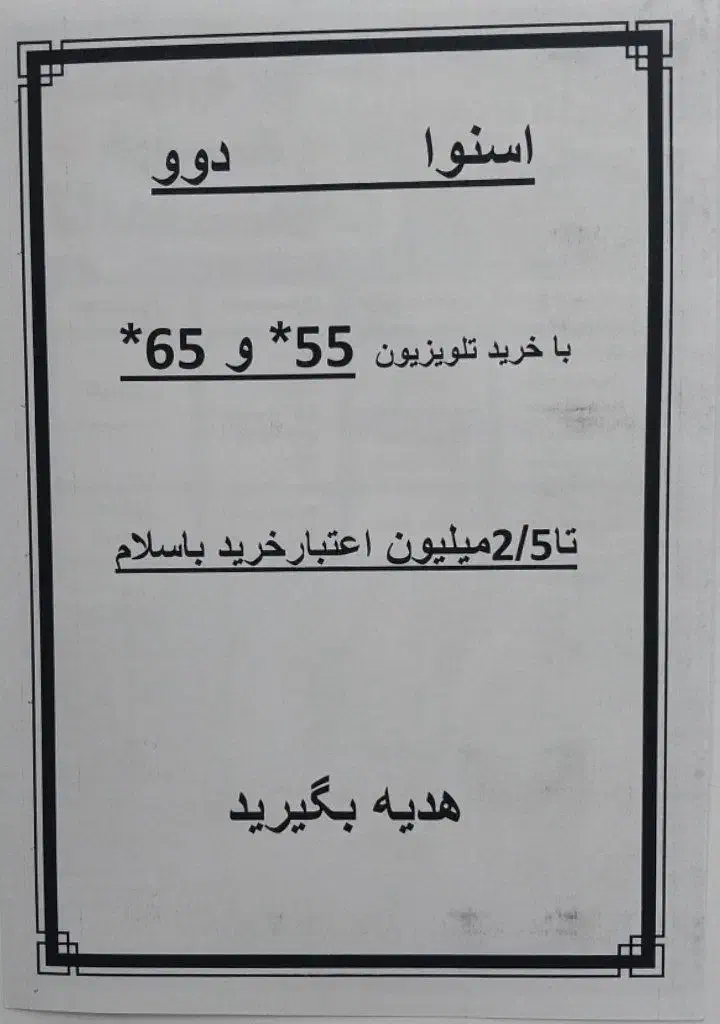 اسنوا دوو
با خرید تلویزیون 55* و 65*
تا2/5میلیون اعتبارخرید باسلام
هدیه بگیرید